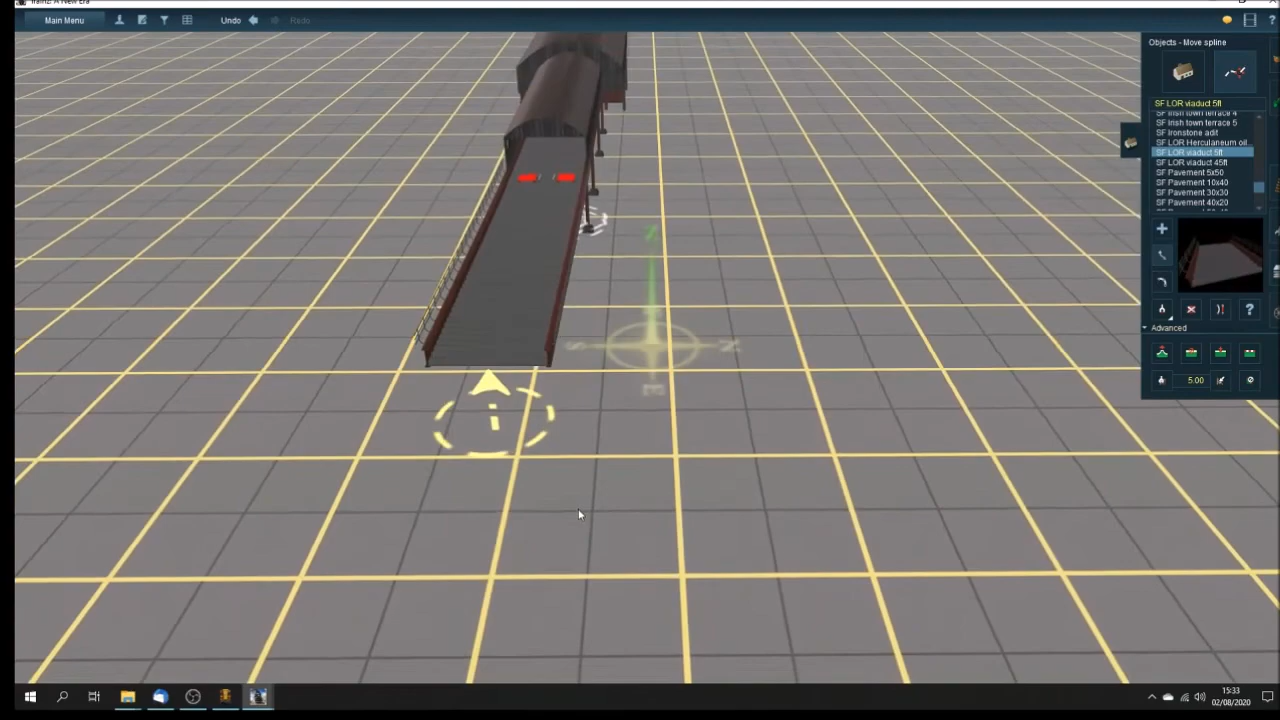 Trainz: A New Era
Main Menu
Undo
Redo
?
Objects - Move spline
SF LOR viaduct 5ft
SF Irish town terrace 4
SF Irish town terrace 5
SF Ironstone adit
SF LOR Herculaneum oil...
SF LOR viaduct 5ft
SF LOR viaduct 45ft
SF Pavement 5x50
SF Pavement 10x40
SF Pavement 30x30
SF Pavement 40x20
?
Advanced
5.00
15:33
02/08/2020